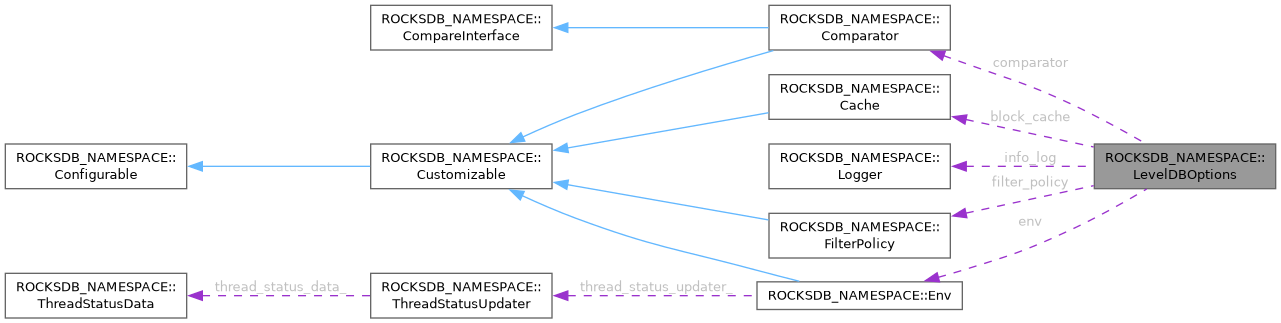 ROCKSDB_NAMESPACE::
CompareInterface
ROCKSDB_NAMESPACE::
Comparator
comparator
ROCKSDB_NAMESPACE::
Cache
block_cache
ROCKSDB_NAMESPACE::
Configurable
ROCKSDB_NAMESPACE::
Customizable
ROCKSDB_NAMESPACE::
Logger
info_log
ROCKSDB_NAMESPACE::
LevelDBOptions
filter_policy
ROCKSDB_NAMESPACE::
FilterPolicy
env
ROCKSDB_NAMESPACE::
ThreadStatusData
thread_status_data_
ROCKSDB_NAMESPACE::
ThreadStatusUpdater
thread_status_updater_
ROCKSDB_NAMESPACE::Env